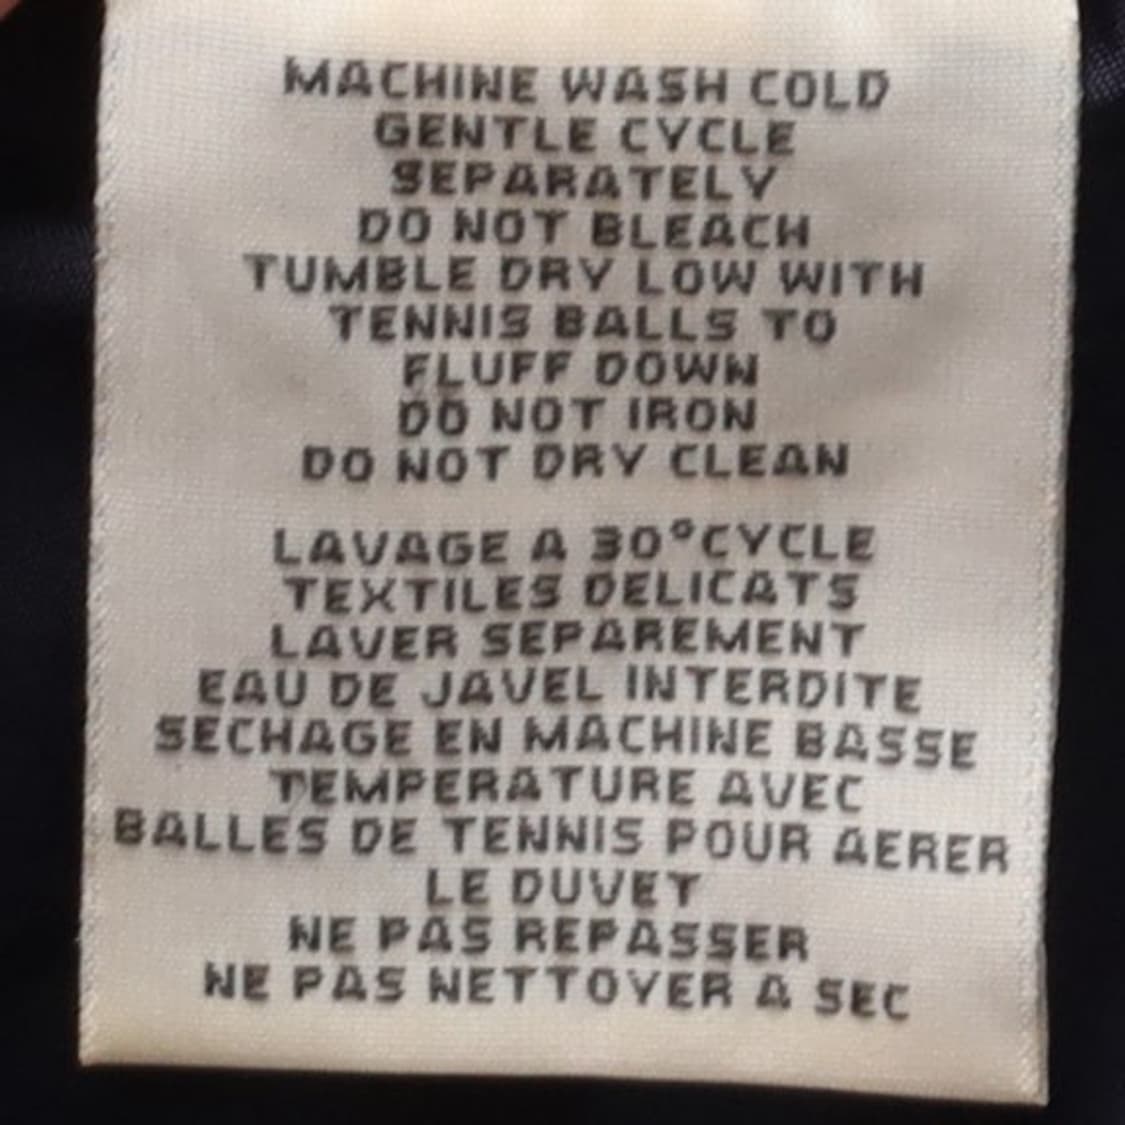 MACHINE WASH COLD
GENTLE CYCLE
SEPARATELY
DO NOT BLEACH
TUMBLE DRY LOW WITH
TENNIS BALLS TO
FLUFF DOWN
DO NOT IRON
DO NOT DRY CLEAN
LAVAGE A 30°CYCLE
TEXTILES DELICATS
LAVER SEPAREMENT
EAU DE JAVEL INTERDITE
SECHAGE EN MACHINE BASSE
TEMPERATURE AVEC
BALLES DE TENNIS POUR AERER
LE DUVET
NE PAS REPASSER
NE PAS NETTOYER A SEC